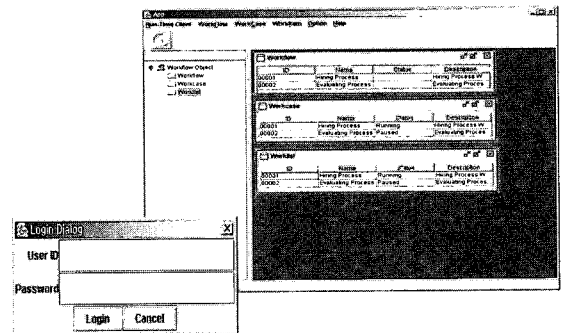 App
Run-Time Client Workflow Workcase Workitem Option Help
Workflow Object
Workflow
Workcase
Worklist
Workflow
ID Name Status Description
00001 Hiring Process Hiring Process W
00002 Evaluating Process Evaluating Proces
Workcase
ID Name Status Description
00001 Hiring Process Running Hiring Process W
00002 Evaluating Process Paused Evaluating Proces
Worklist
ID Name Status Description
00001 Hiring Process Running Hiring Process W
00002 Evaluating Process Paused Evaluating Proces
Login Dialog
User ID
Password
Login Cancel